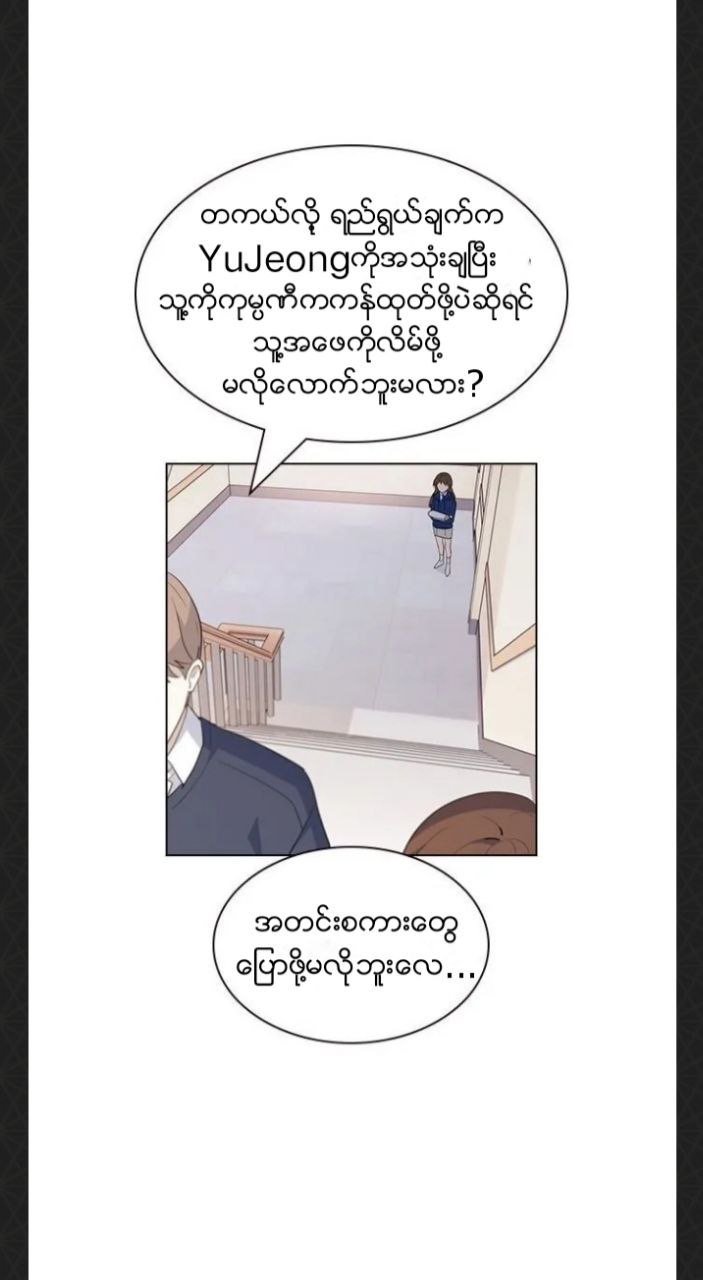 တကယ်လို့ ရည်ရွယ်ချက်က
YuJeongကိုအသုံးချပြီး
သူ့ကိုကုမ္ပဏီကကန်ထုတ်ဖို့ပဲဆိုရင်
သူ့အဖေကိုလိမ်ဖို့
မလိုလောက်ဘူးမလား?
အတင်းစကားတွေ
ပြောဖို့မလိုဘူးလေ...